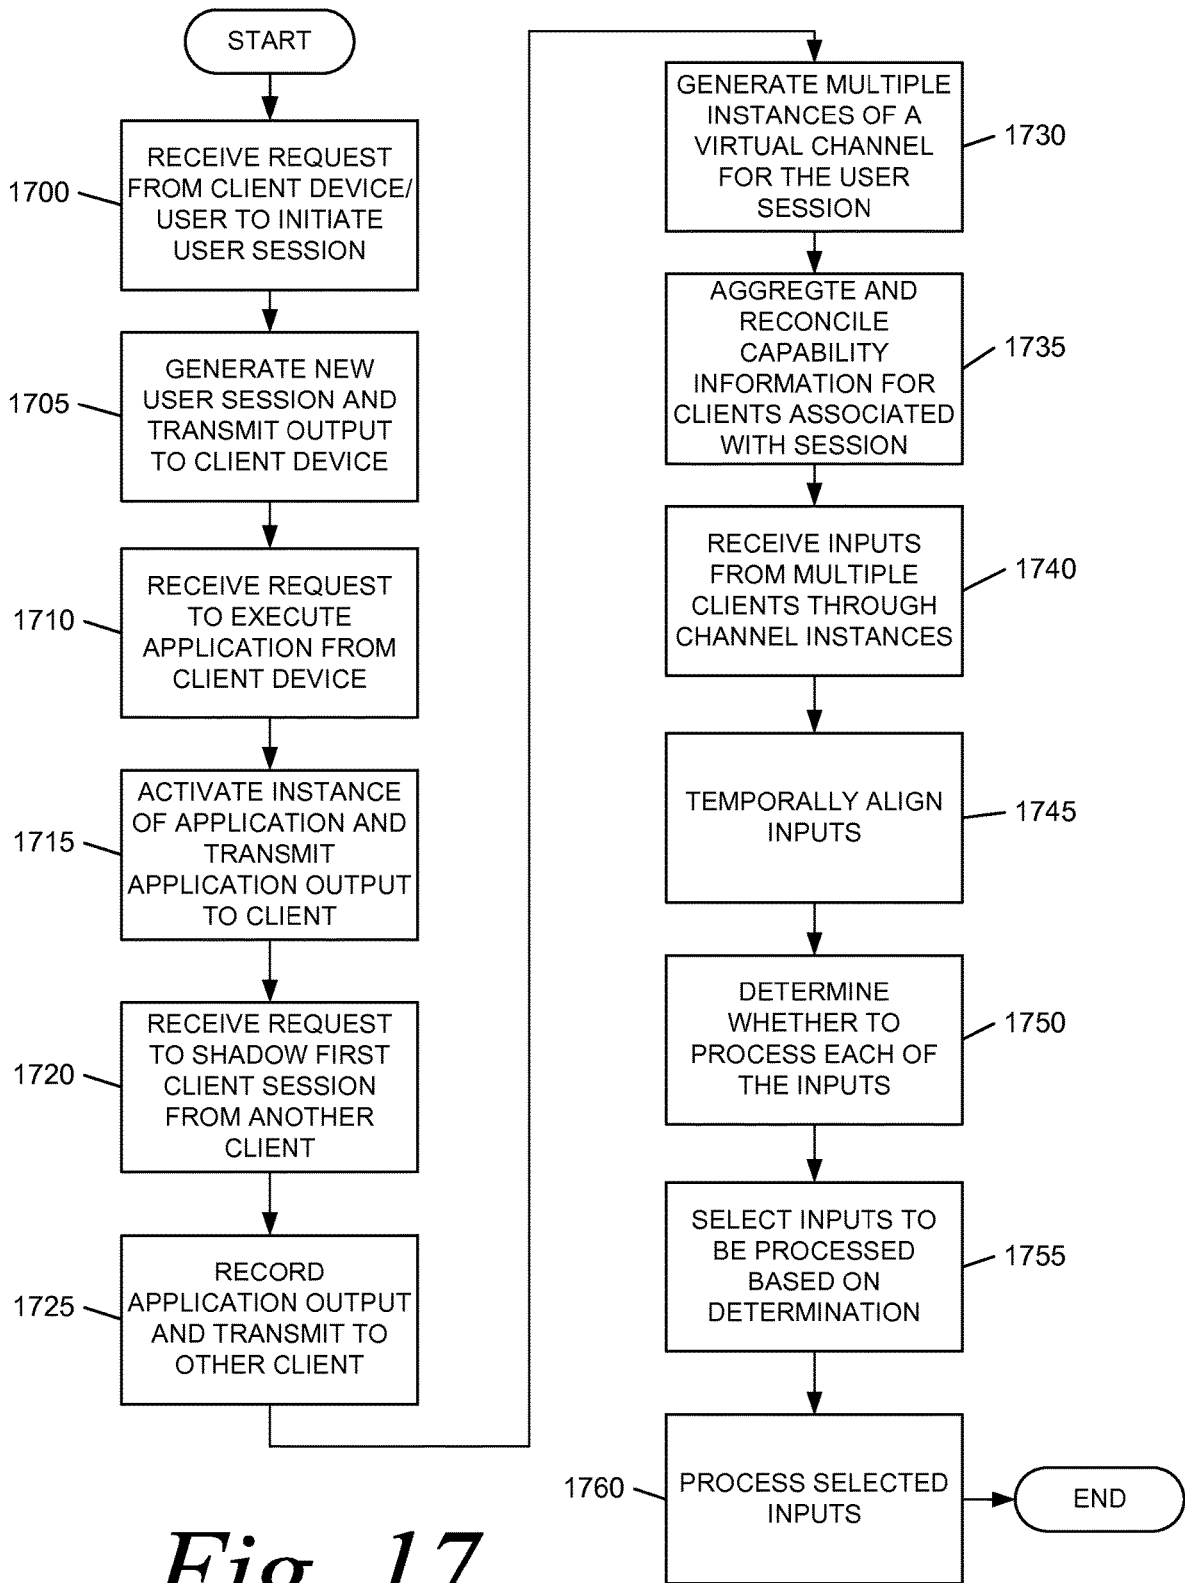 START
1700
RECEIVE REQUEST
FROM CLIENT DEVICE/
USER TO INITIATE
USER SESSION
1705
GENERATE NEW
USER SESSION AND
TRANSMIT OUTPUT
TO CLIENT DEVICE
1710
RECEIVE REQUEST
TO EXECUTE
APPLICATION FROM
CLIENT DEVICE
1715
ACTIVATE INSTANCE
OF APPLICATION AND
TRANSMIT
APPLICATION OUTPUT
TO CLIENT
1720
RECEIVE REQUEST
TO SHADOW FIRST
CLIENT SESSION
FROM ANOTHER
CLIENT
1725
RECORD
APPLICATION OUTPUT
AND TRANSMIT TO
OTHER CLIENT
GENERATE MULTIPLE
INSTANCES OF A
VIRTUAL CHANNEL
FOR THE USER
SESSION
1730
AGGREGTE AND
RECONCILE
CAPABILITY
INFORMATION FOR
CLIENTS ASSOCIATED
WITH SESSION
1735
RECEIVE INPUTS
FROM MULTIPLE
CLIENTS THROUGH
CHANNEL INSTANCES
1740
TEMPORALLY ALIGN
INPUTS
1745
DETERMINE
WHETHER TO
PROCESS EACH OF
THE INPUTS
1750
SELECT INPUTS TO
BE PROCESSED
BASED ON
DETERMINATION
1755
1760
PROCESS SELECTED
INPUTS
END
Fig. 17